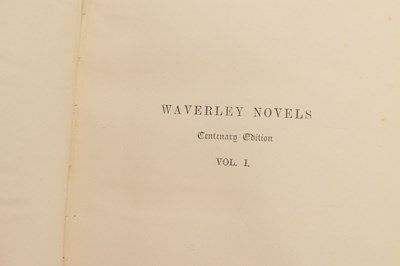 WAVERLEY NOVELS
Centenary Edition
VOL. I.